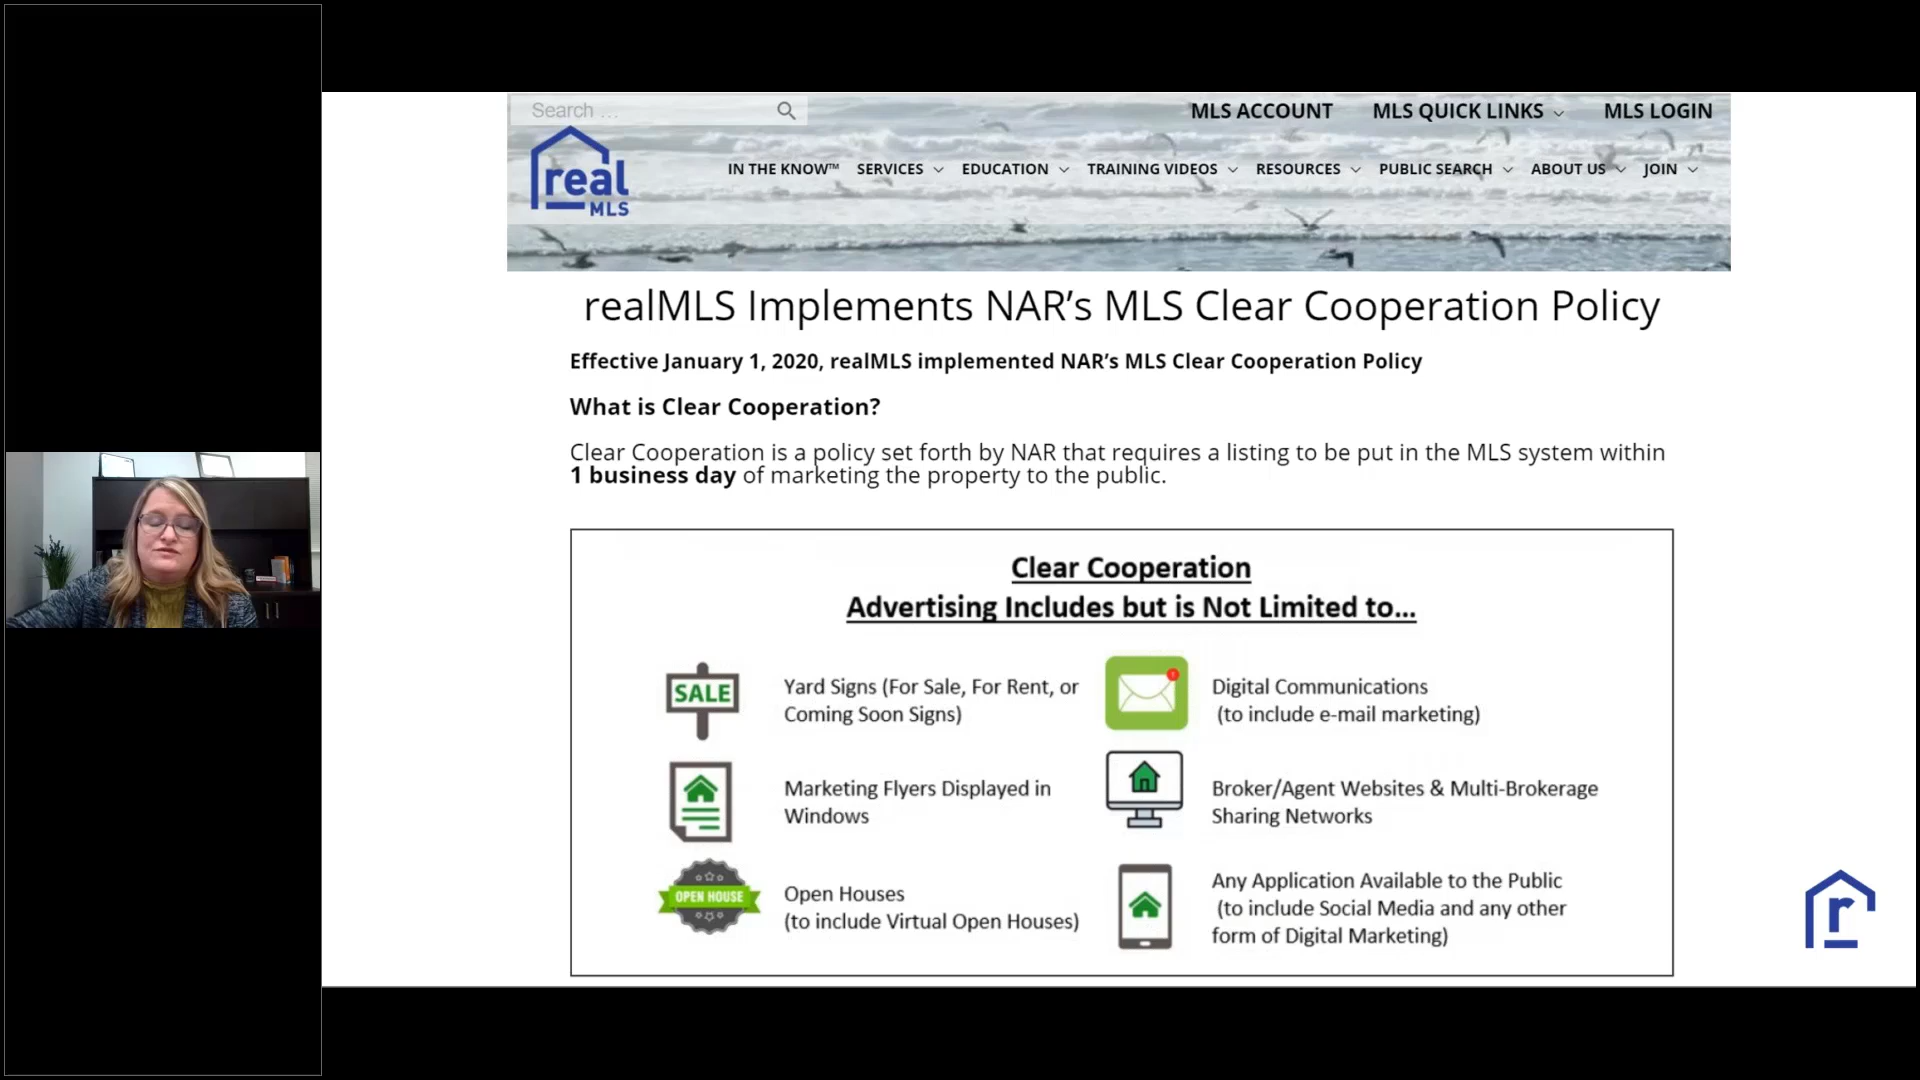 Search ...
MLS ACCOUNT MLS QUICK LINKS MLS LOGIN
real
MLS
IN THE KNOW™ SERVICES EDUCATION TRAINING VIDEOS RESOURCES PUBLIC SEARCH ABOUT US JOIN
realMLS Implements NAR’s MLS Clear Cooperation Policy
Effective January 1, 2020, realMLS implemented NAR’s MLS Clear Cooperation Policy
What is Clear Cooperation?
Clear Cooperation is a policy set forth by NAR that requires a listing to be put in the MLS system within
1 business day of marketing the property to the public.
Clear Cooperation
Advertising Includes but is Not Limited to...
SALE
Yard Signs (For Sale, For Rent, or
Coming Soon Signs)
Digital Communications
(to include e-mail marketing)
Marketing Flyers Displayed in
Windows
Broker/Agent Websites & Multi-Brokerage
Sharing Networks
OPEN HOUSE
Open Houses
(to include Virtual Open Houses)
Any Application Available to the Public
(to include Social Media and any other
form of Digital Marketing)
r